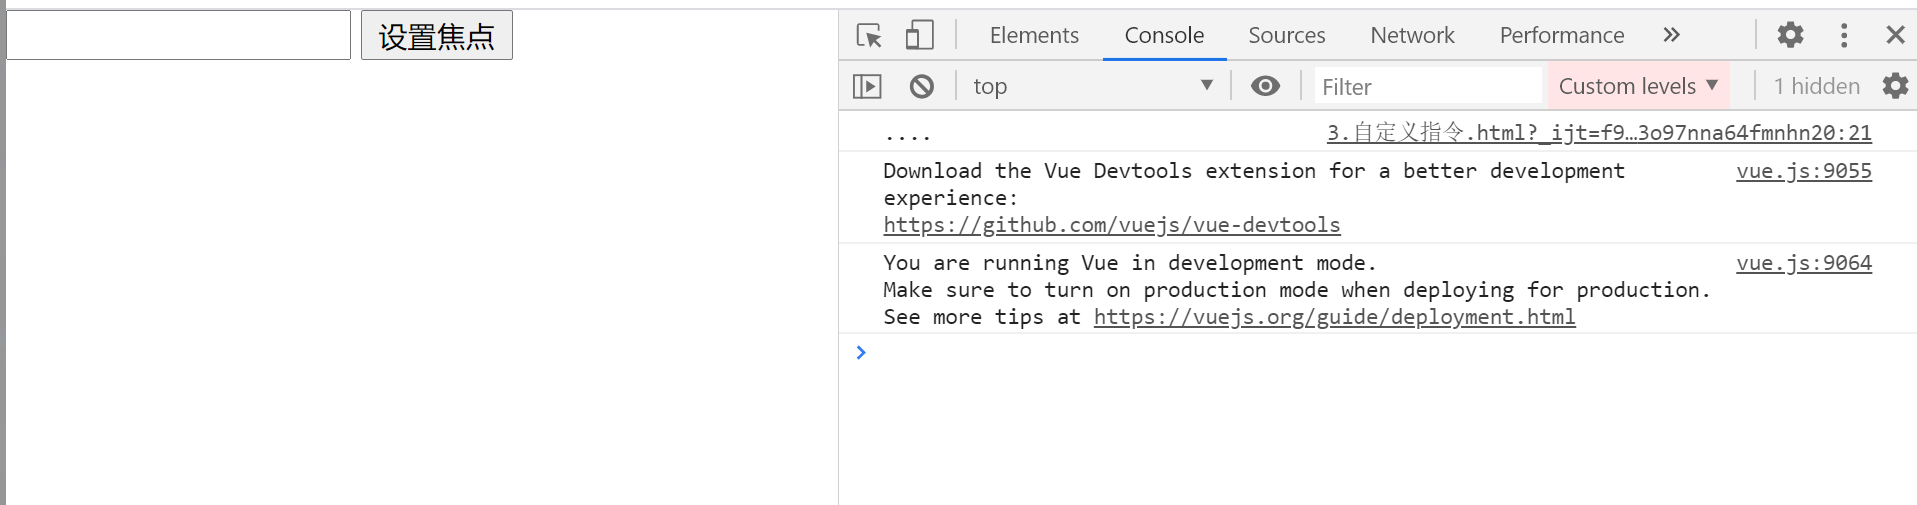 设置焦点
Elements Console Sources Network Performance
top Filter Custom levels 1 hidden
.... 3.自定义指令.html?_ijt=f9…3o97nna64fmnhn20:21
Download the Vue Devtools extension for a better development vue.js:9055
experience:
https://github.com/vuejs/vue-devtools
You are running Vue in development mode. vue.js:9064
Make sure to turn on production mode when deploying for production.
See more tips at https://vuejs.org/guide/deployment.html